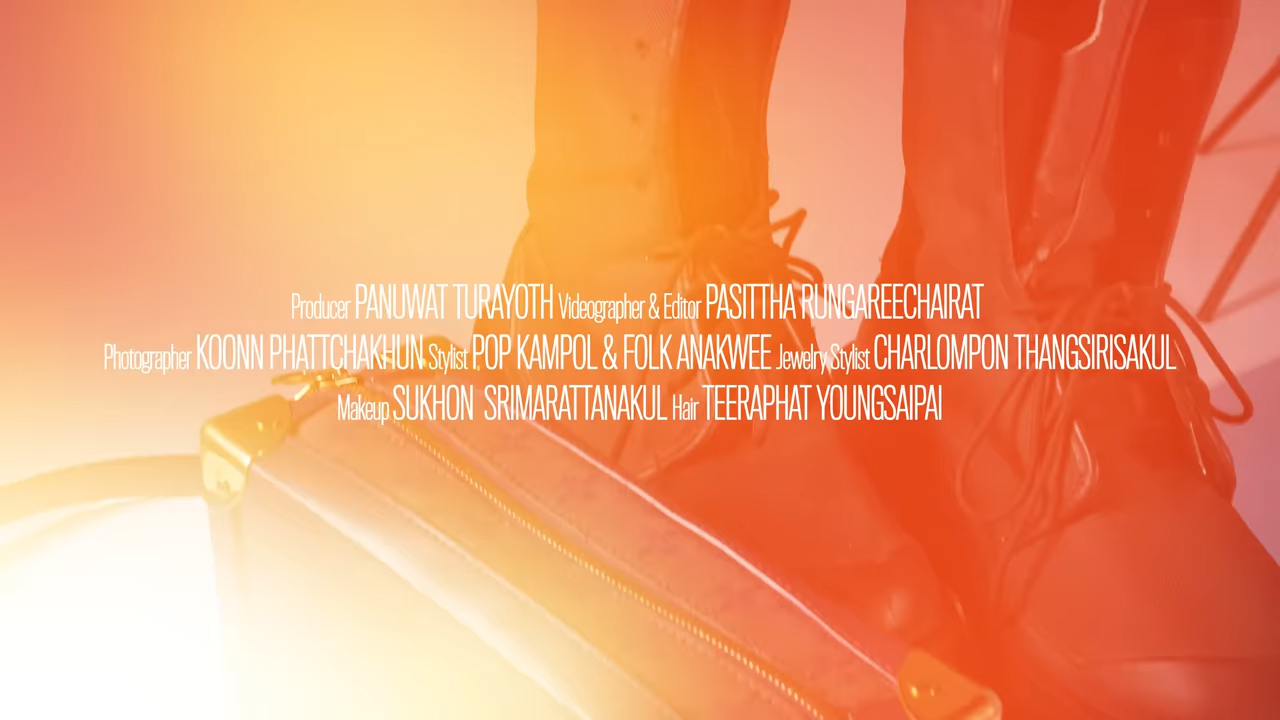 Producer PANUWAT TURAYOTH Videographer & Editor PASITTHA RUNGAREECHAIRAT
Photographer KOONN PHATTCHAKHUN Stylist POP KAMPOL & FOLK ANAKWEE Jewelry Stylist CHARLOMPON THANGSIRISAKUL
Makeup SUKHON SRIMARATTANAKUL Hair TEERAPHAT YOUNGSAIPAI